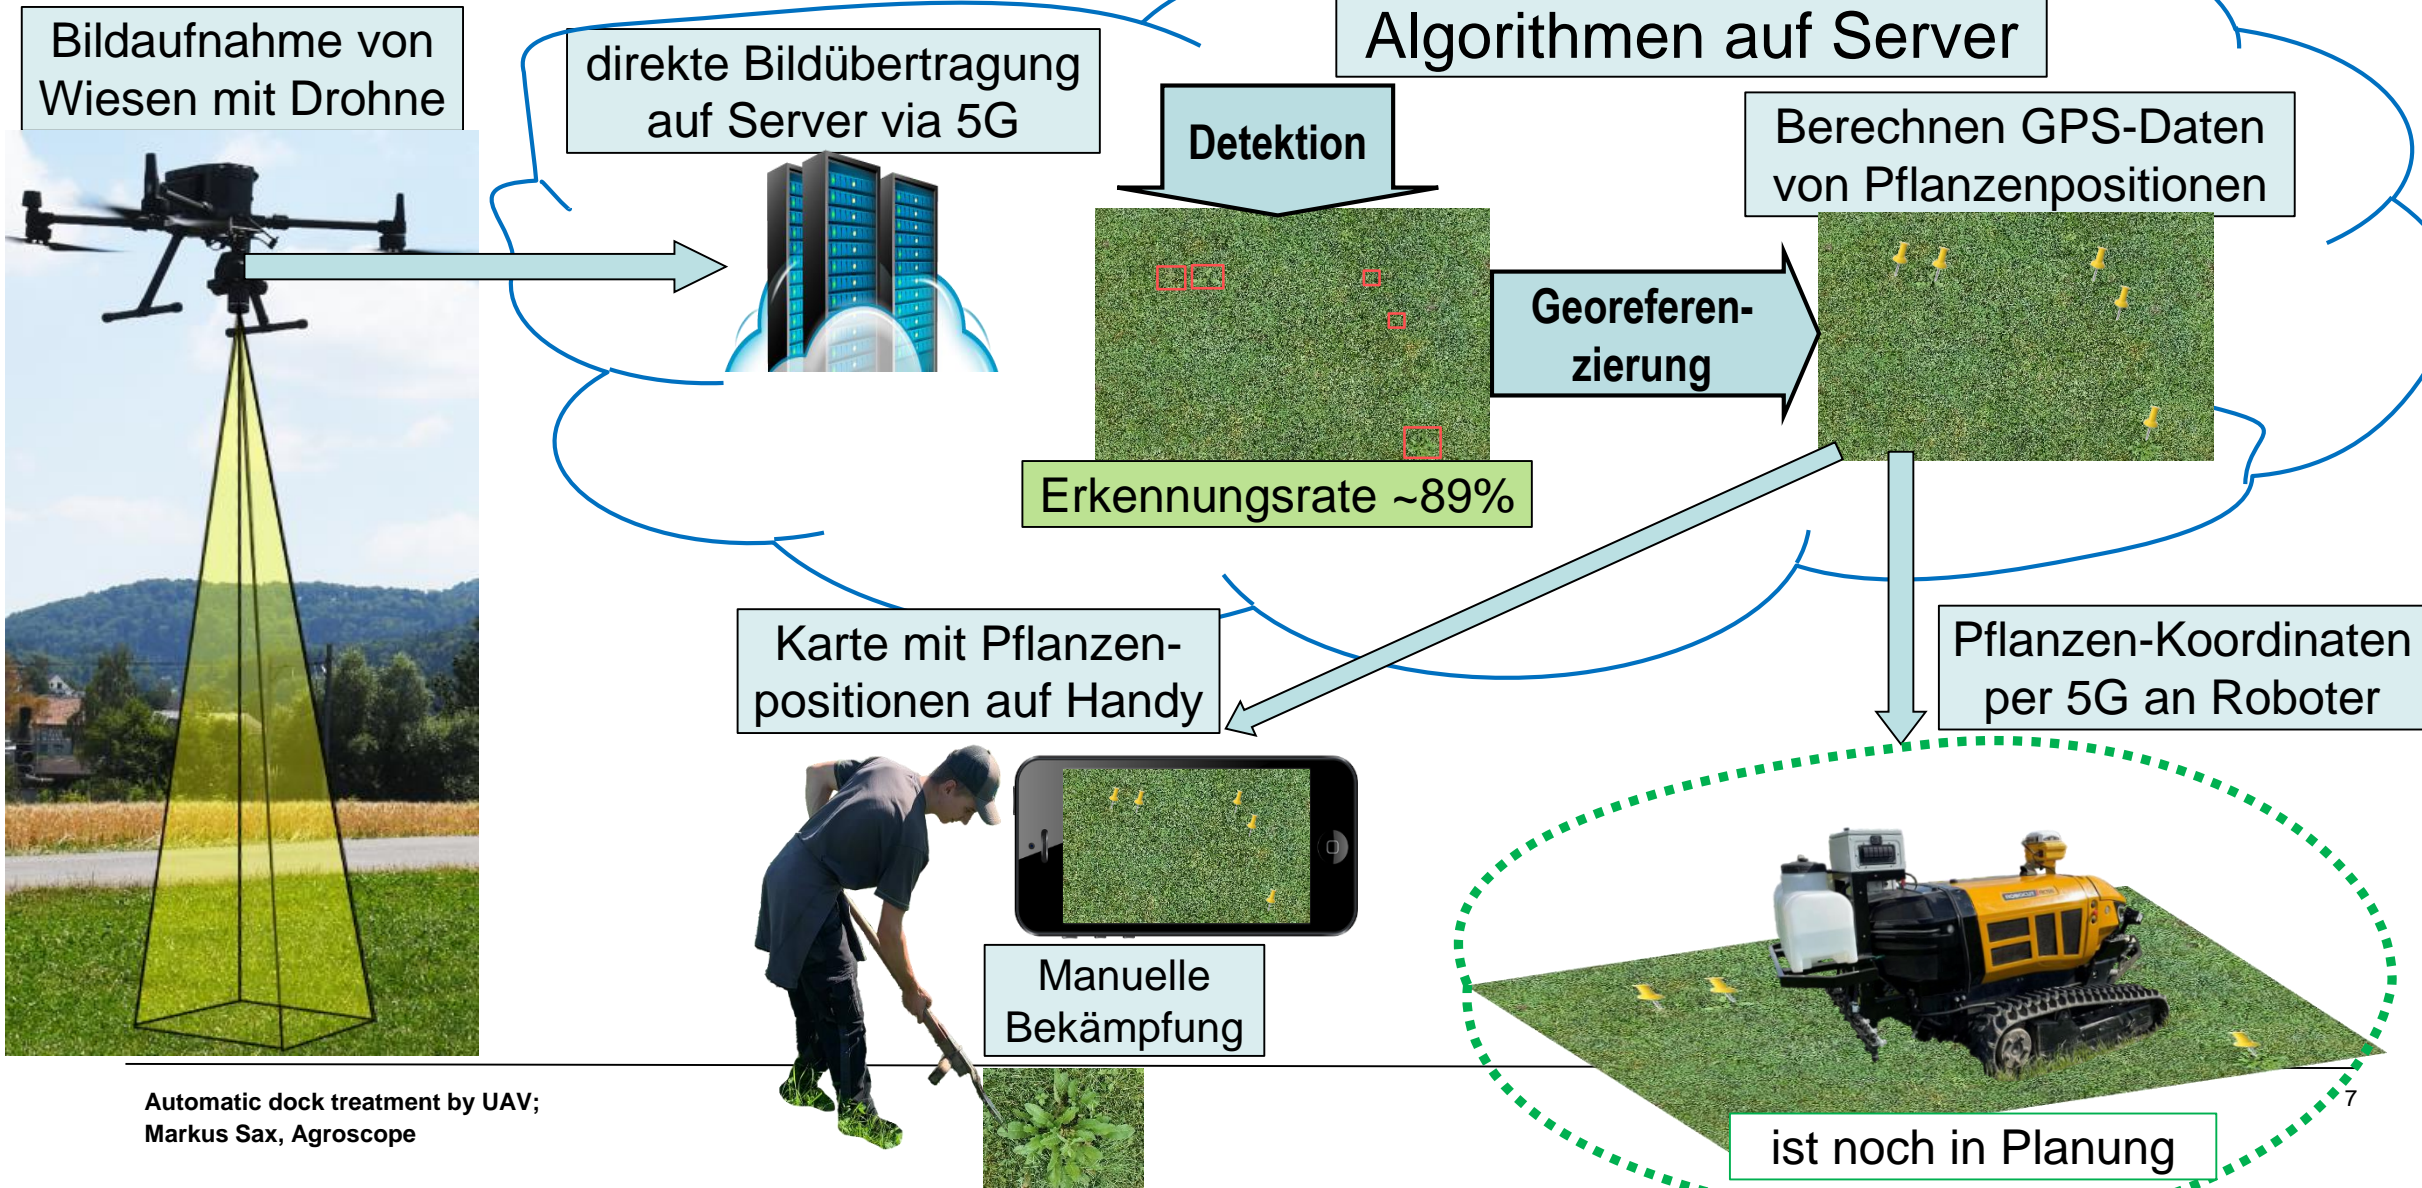 Bildaufnahme von
Wiesen mit Drohne
direkte Bildübertragung
auf Server via 5G
Algorithmen auf Server
Detektion
Berechnen GPS-Daten
von Pflanzenpositionen
Georeferen-
zierung
Erkennungsrate ~89%
Karte mit Pflanzen-
positionen auf Handy
Pflanzen-Koordinaten
per 5G an Roboter
Manuelle
Bekämpfung
ist noch in Planung
Automatic dock treatment by UAV;
Markus Sax, Agroscope
7